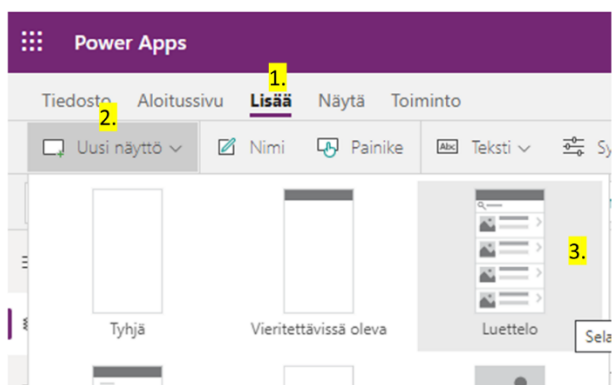 Power Apps
1.
Tiedosto Aloitussivu Lisää Näytä Toiminto
2.
Uusi näyttö Nimi Painike Abc Teksti
3.
Tyhjä Vieritettävissä oleva Luettelo